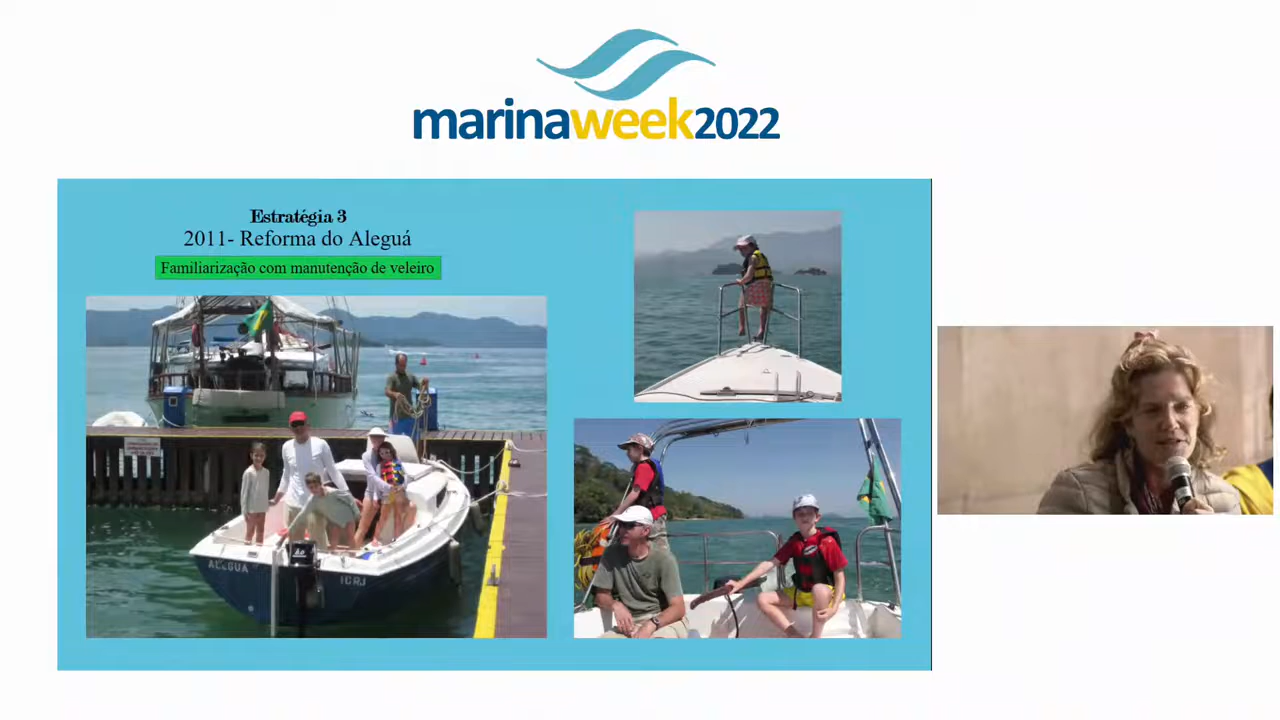 marinaweek2022
Estratégia 3
2011- Reforma do Aleguá
Familiarização com manutenção de veleiro
ALEGUA
ICRJ